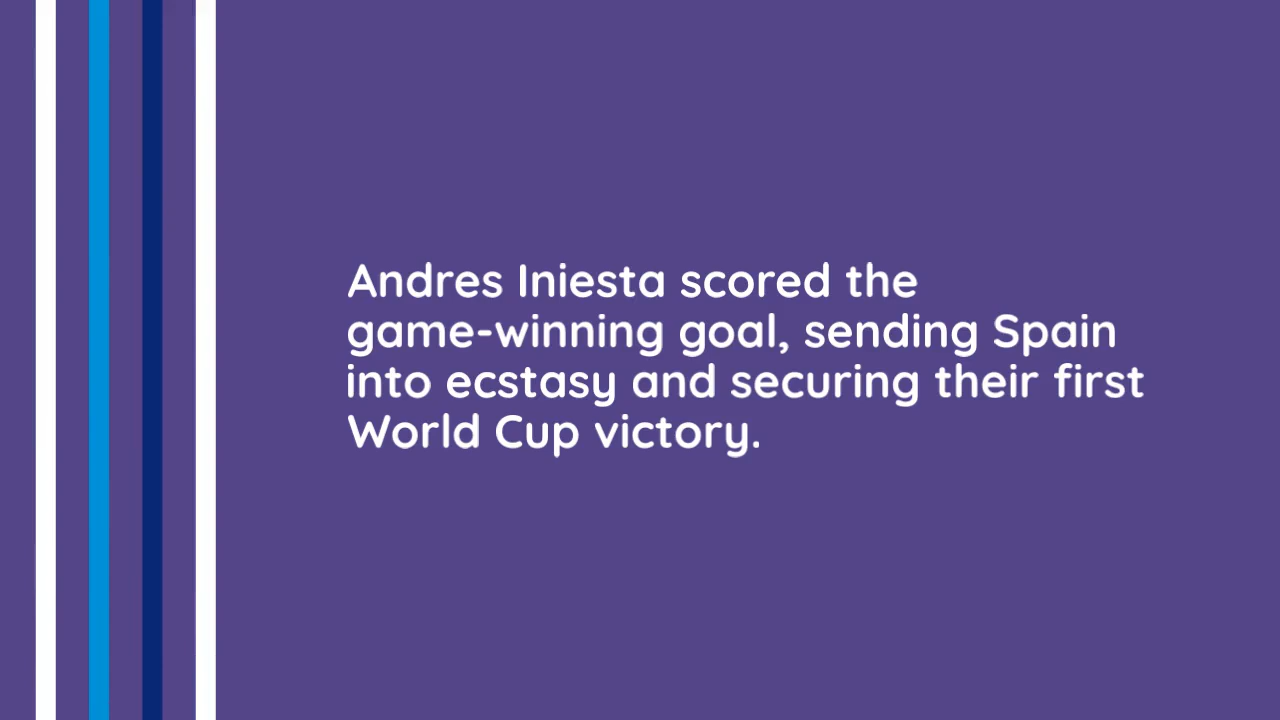 Andres Iniesta scored the
game-winning goal, sending Spain
into ecstasy and securing their first
World Cup victory.